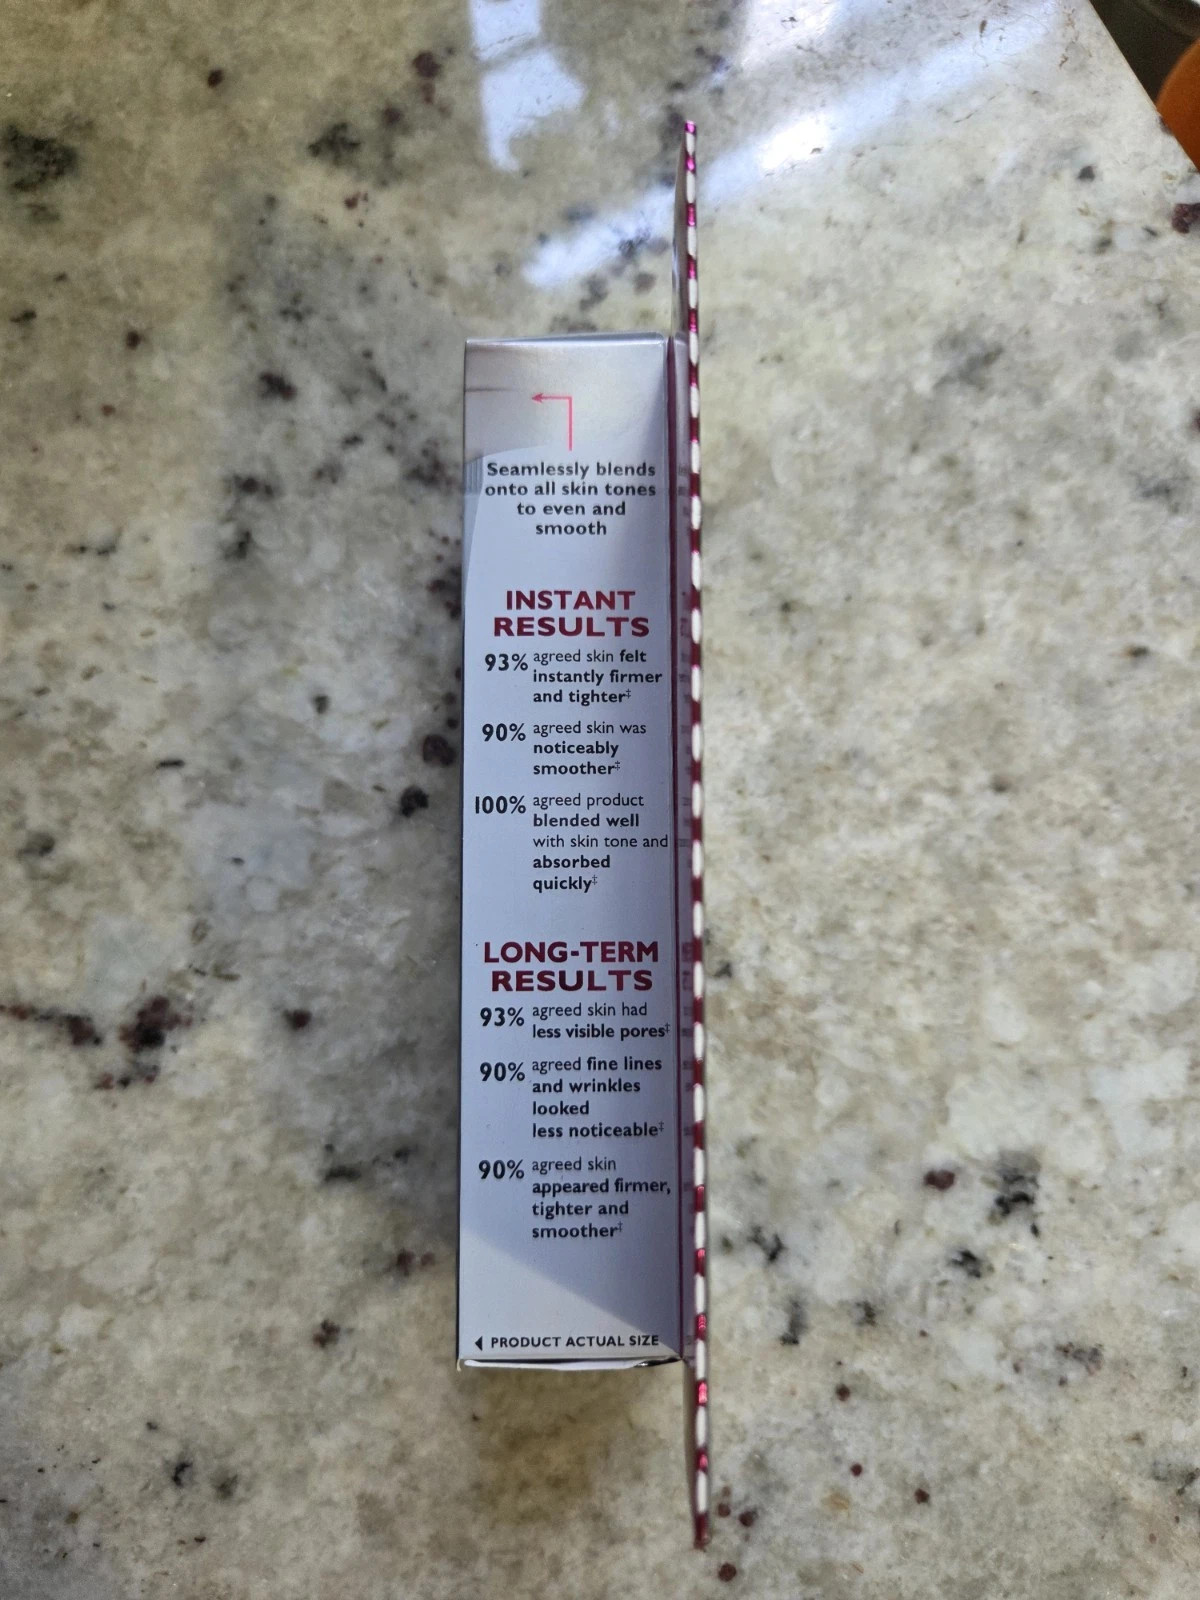 Seamlessly blends
onto all skin tones
to even and
smooth
INSTANT
RESULTS
93% agreed skin felt
instantly firmer
and tighter‡
90% agreed skin was
noticeably
smoother‡
100% agreed product
blended well
with skin tone and
absorbed
quickly‡
LONG-TERM
RESULTS
93% agreed skin had
less visible pores‡
90% agreed fine lines
and wrinkles
looked
less noticeable‡
90% agreed skin
appeared firmer,
tighter and
smoother‡
◄ PRODUCT ACTUAL SIZE